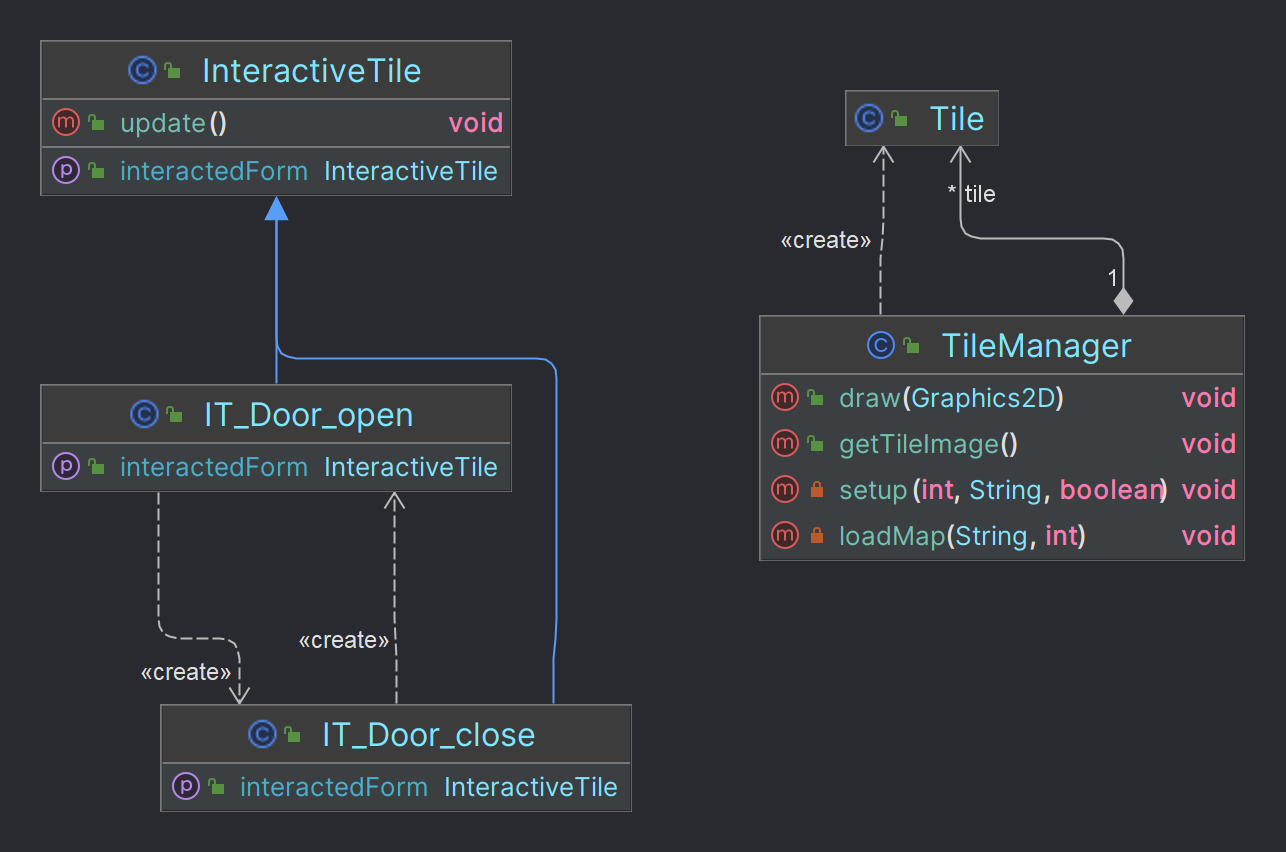 InteractiveTile
update() void
interactedForm InteractiveTile
IT_Door_open
interactedForm InteractiveTile
«create»
«create»
IT_Door_close
interactedForm InteractiveTile
Tile
* tile
«create»
1
TileManager
draw(Graphics2D) void
getTileImage() void
setup(int, String, boolean) void
loadMap(String, int) void